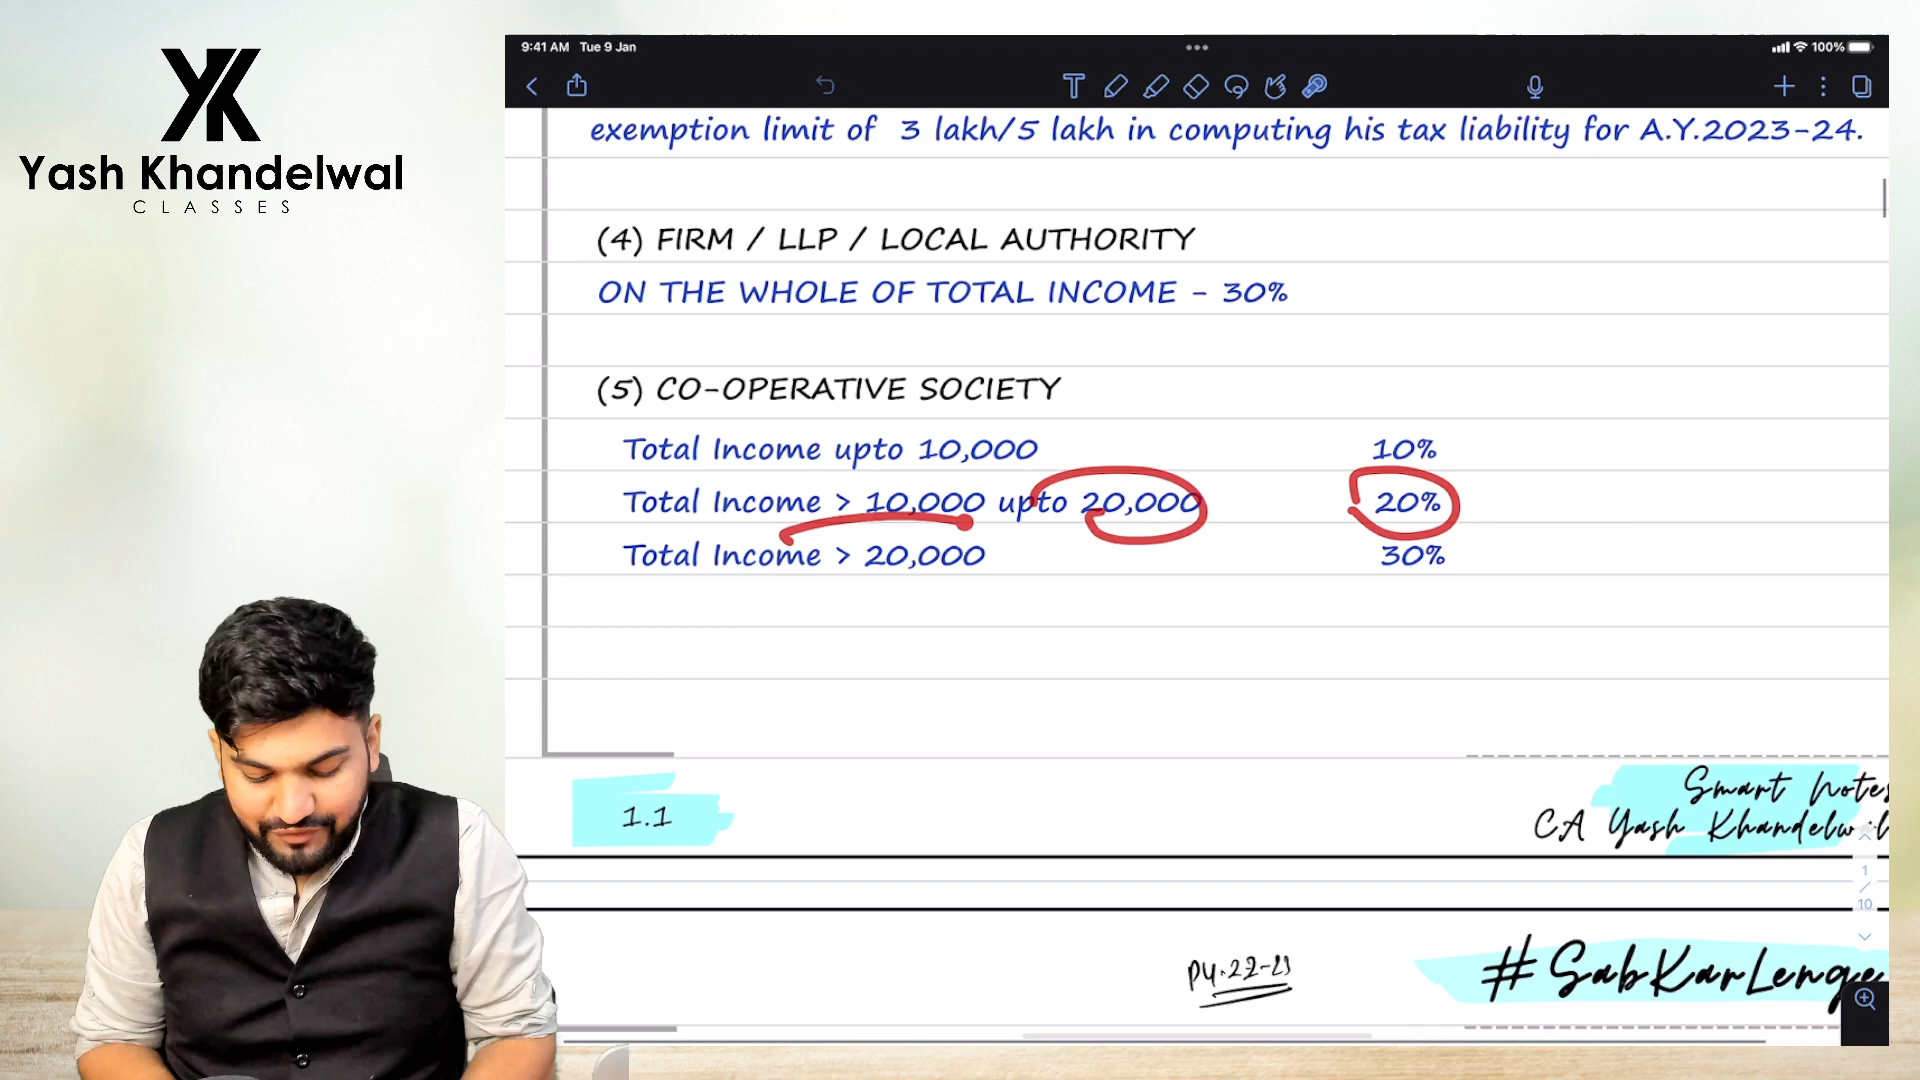 YK
Yash Khandelwal
CLASSES
9:41 AM Tue 9 Jan
100%
exemption limit of 3 lakh/5 lakh in computing his tax liability for A.Y.2023-24.
(4) FIRM / LLP / LOCAL AUTHORITY
ON THE WHOLE OF TOTAL INCOME - 30%
(5) CO-OPERATIVE SOCIETY
Total Income upto 10,000 10%
Total Income > 10,000 upto 20,000 20%
Total Income > 20,000 30%
1.1
Smart Notes
CA Yash Khandelwal
1
/
10
PY.22-23
#SabKarLenge